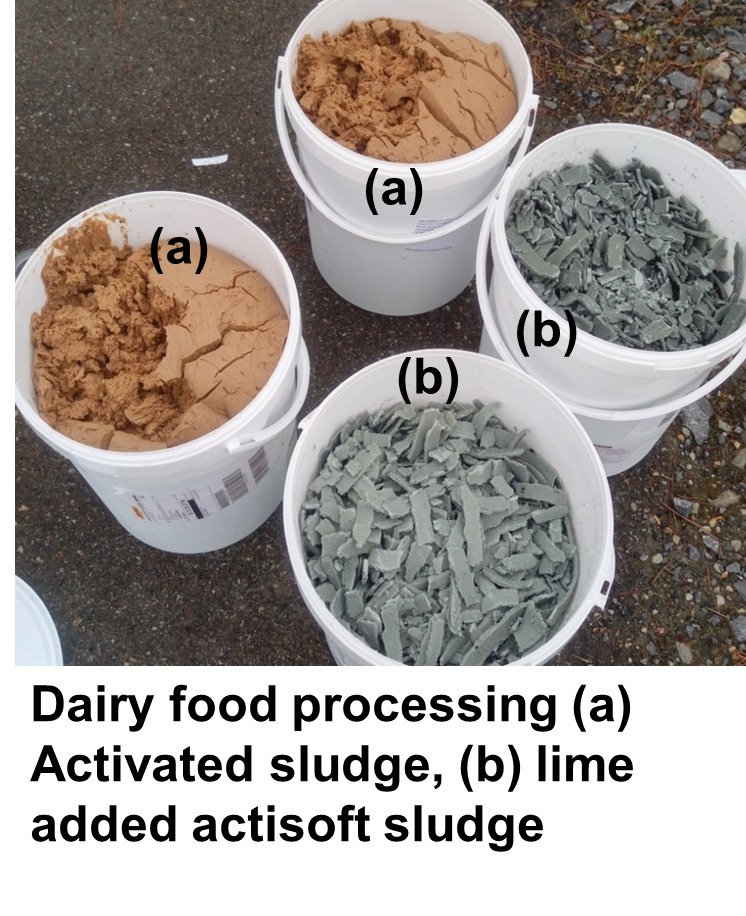 (a)
(a)
(b)
(b)
Dairy food processing (a)
Activated sludge, (b) lime
added actisoft sludge